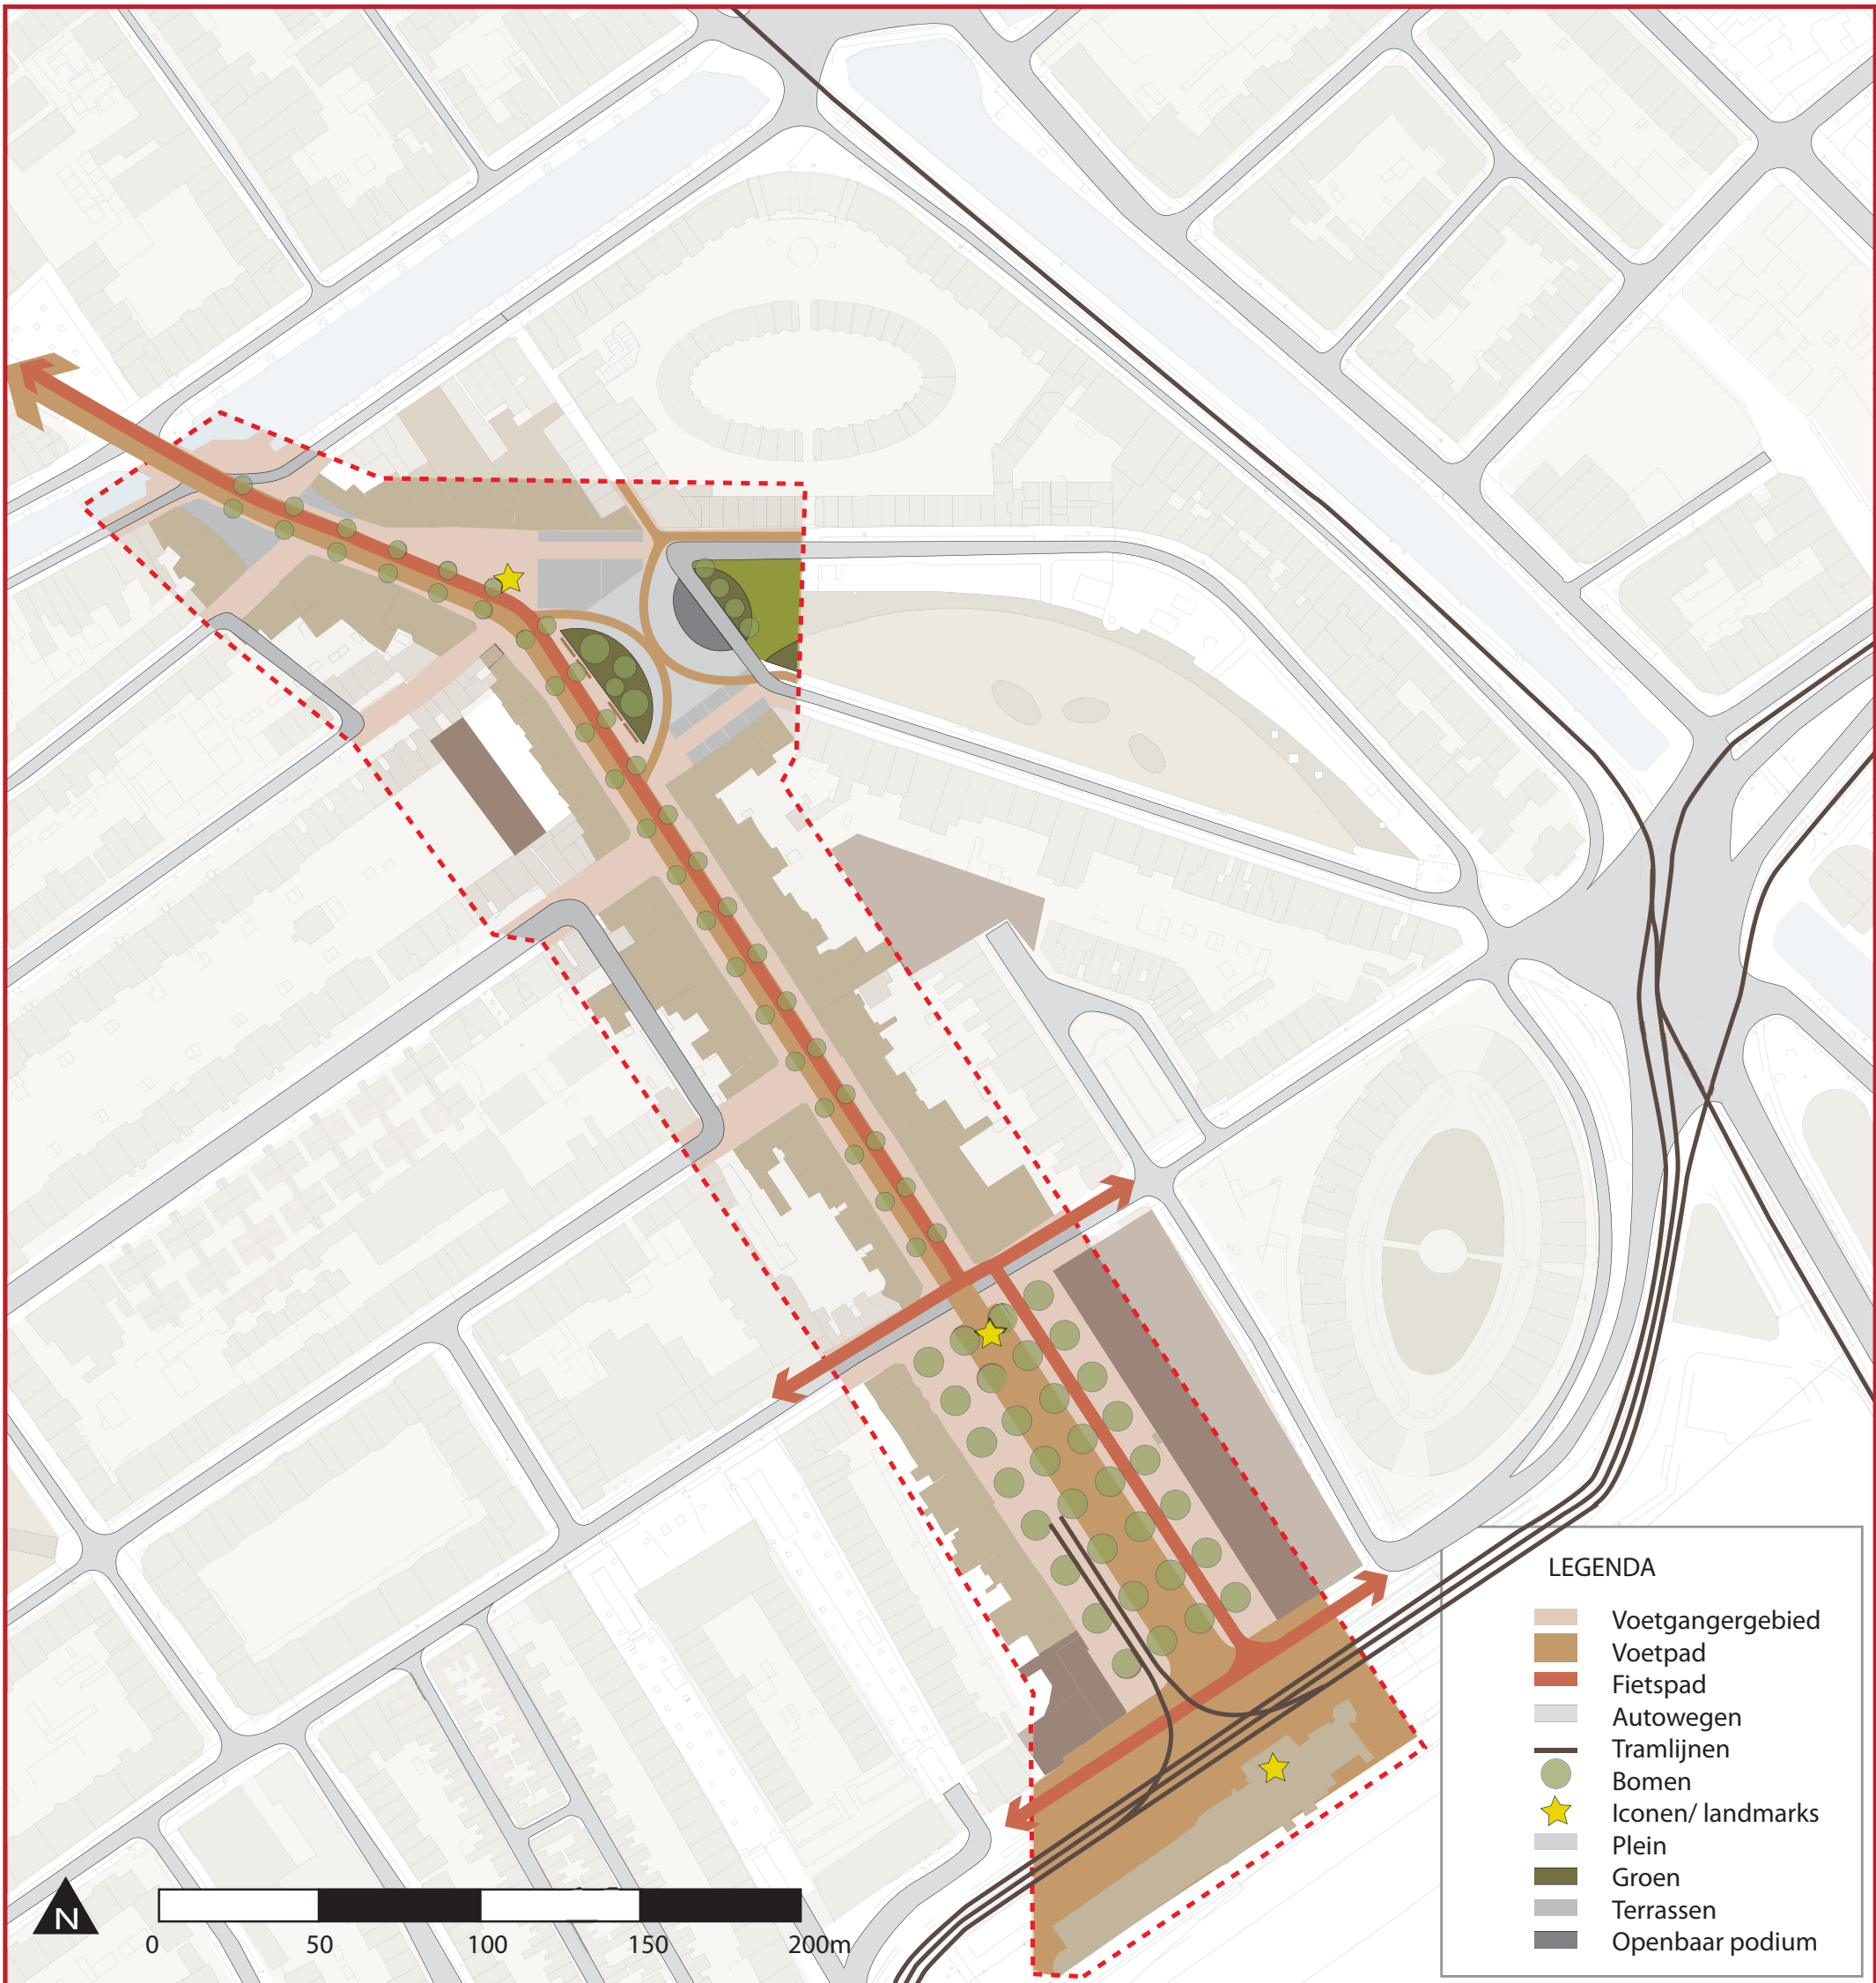 LEGENDA
Voetgangergebied
Voetpad
Fietspad
Autowegen
Tramlijnen
Bomen
Iconen/ landmarks
Plein
Groen
Terrassen
Openbaar podium
N
0 50 100 150 200m